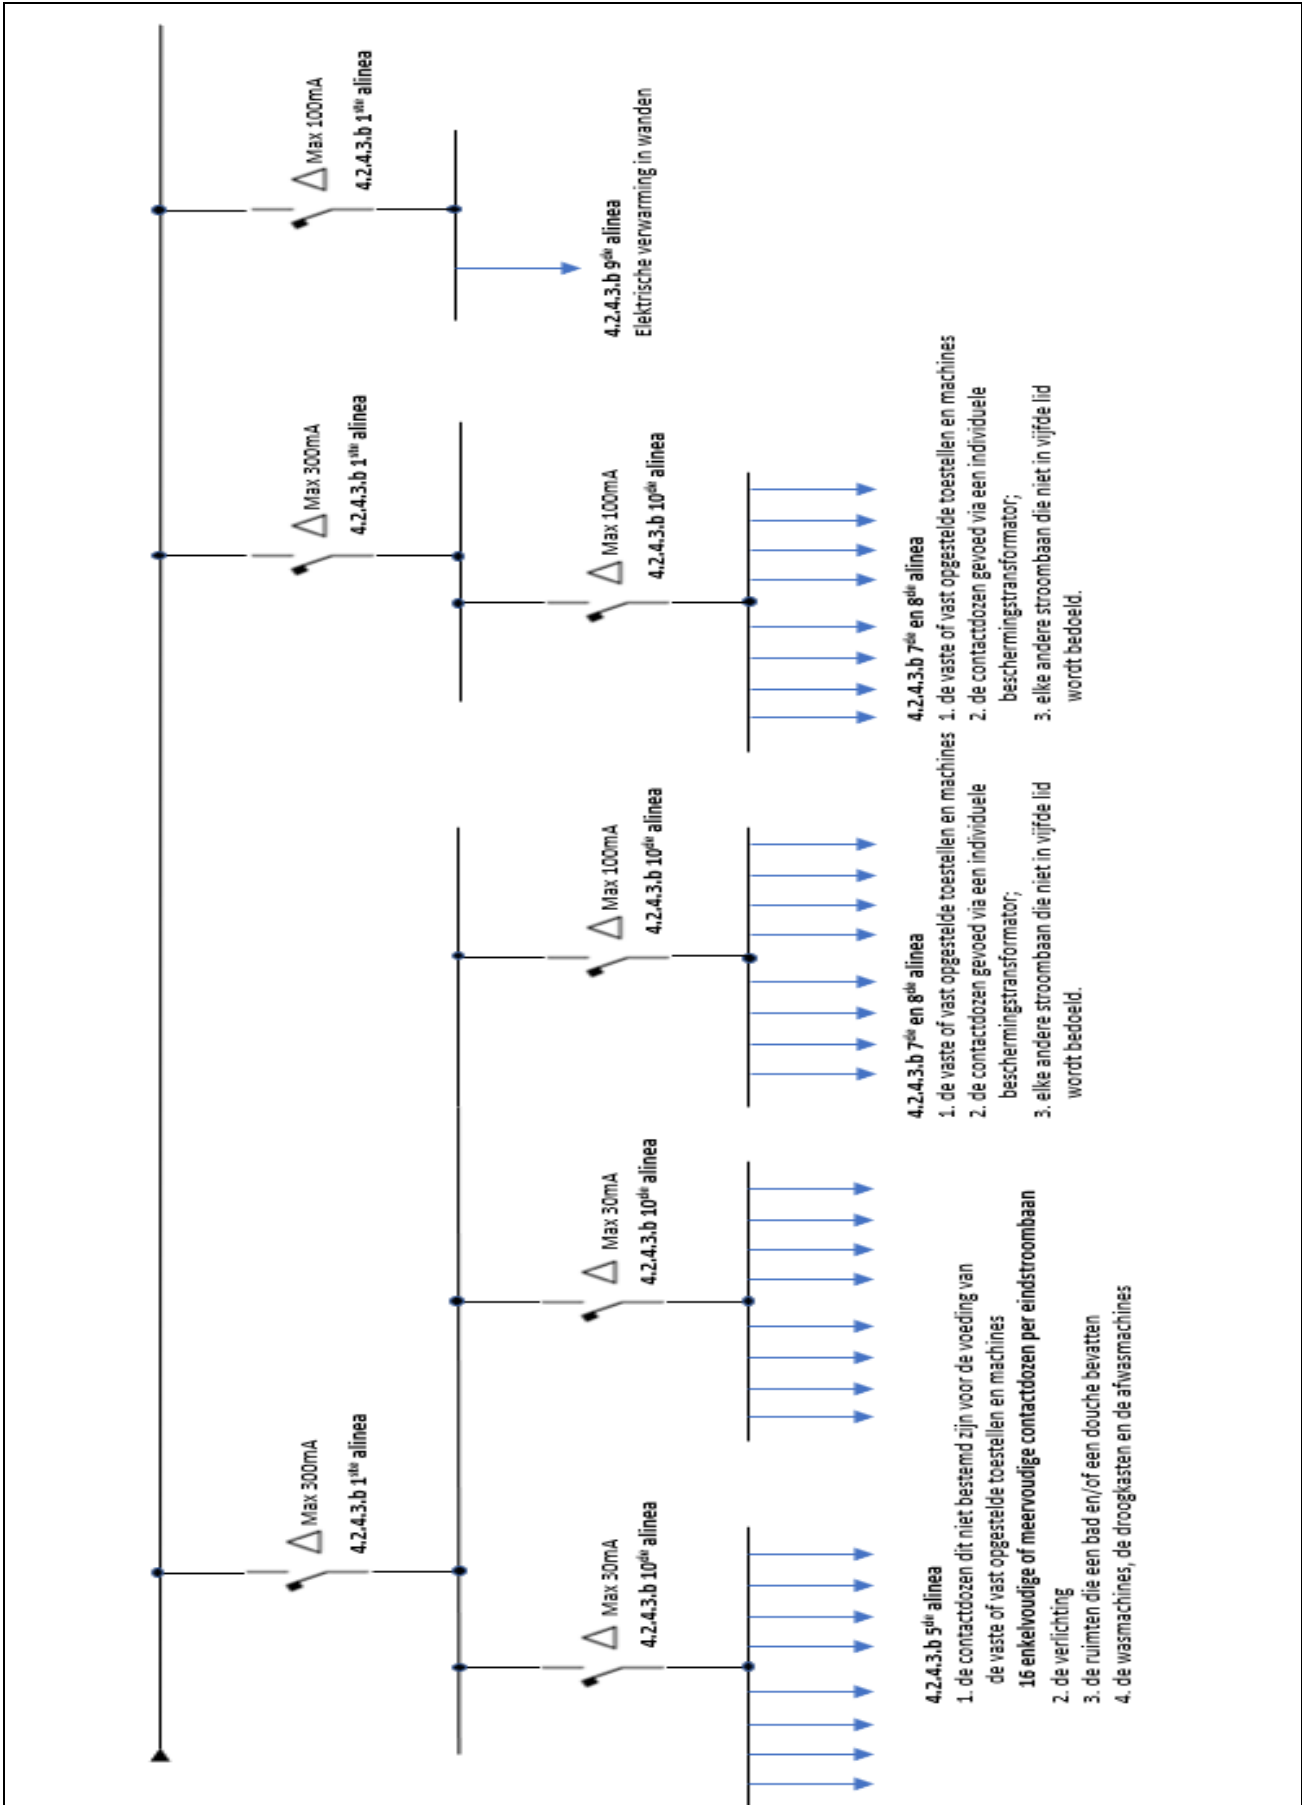 Max 300mA
4.2.4.3.b 1ste alinea
Max 300mA
4.2.4.3.b 1ste alinea
Max 100mA
4.2.4.3.b 1ste alinea
Max 30mA
4.2.4.3.b 10de alinea
Max 30mA
4.2.4.3.b 10de alinea
Max 100mA
4.2.4.3.b 10de alinea
Max 100mA
4.2.4.3.b 10de alinea
4.2.4.3.b 9de alinea
Elektrische verwarming in wanden
4.2.4.3.b 5de alinea
1. de contactdozen dit niet bestemd zijn voor de voeding van
de vaste of vast opgestelde toestellen en machines
16 enkelvoudige of meervoudige contactdozen per eindstroombaan
2. de verlichting
3. de ruimten die een bad en/of een douche bevatten
4. de wasmachines, de droogkasten en de afwasmachines
4.2.4.3.b 7de en 8de alinea
1. de vaste of vast opgestelde toestellen en machines
2. de contactdozen gevoed via een individuele
beschermingstransformator;
3. elke andere stroombaan die niet in vijfde lid
wordt bedoeld.
4.2.4.3.b 7de en 8de alinea
1. de vaste of vast opgestelde toestellen en machines
2. de contactdozen gevoed via een individuele
beschermingstransformator;
3. elke andere stroombaan die niet in vijfde lid
wordt bedoeld.